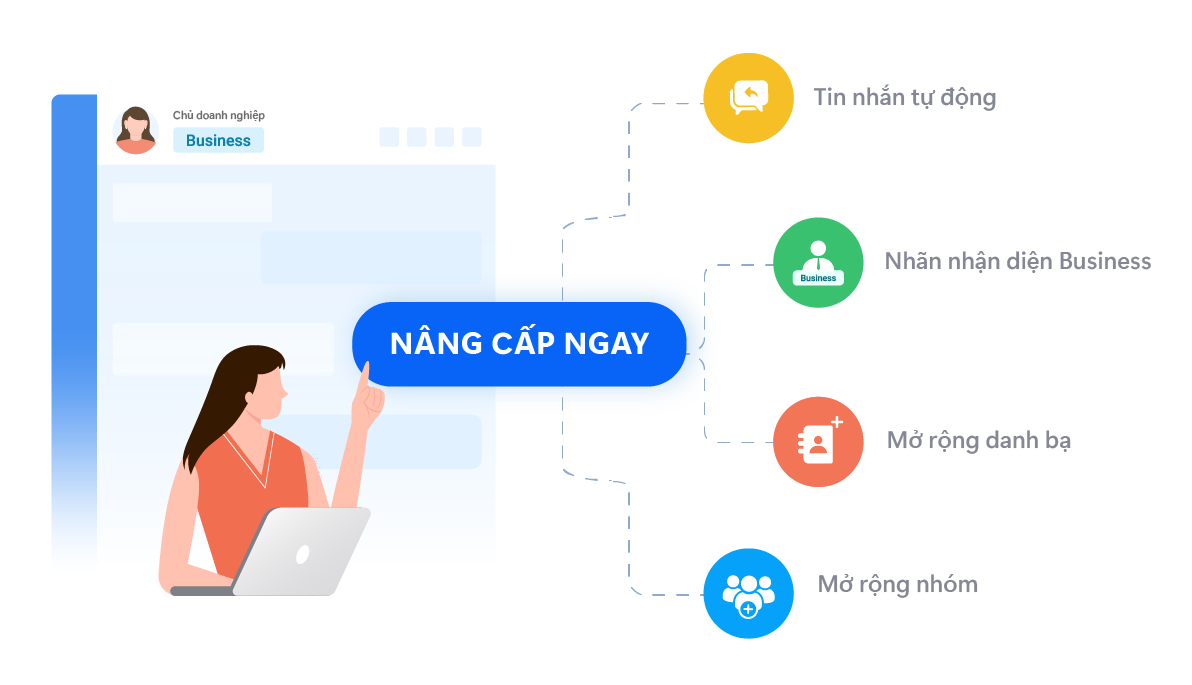 Chủ doanh nghiệp
Business
NÂNG CẤP NGAY
Tin nhắn tự động
Business
Nhãn nhận diện Business
Mở rộng danh bạ
Mở rộng nhóm